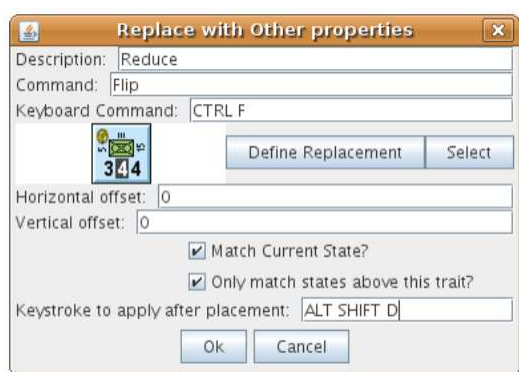 Replace with Other properties
Description: Reduce
Command: Flip
Keyboard Command: CTRL F
III
344
Define Replacement Select
Horizontal offset: 0
Vertical offset: 0
Match Current State?
Only match states above this trait?
Keystroke to apply after placement: ALT SHIFT D
Ok Cancel